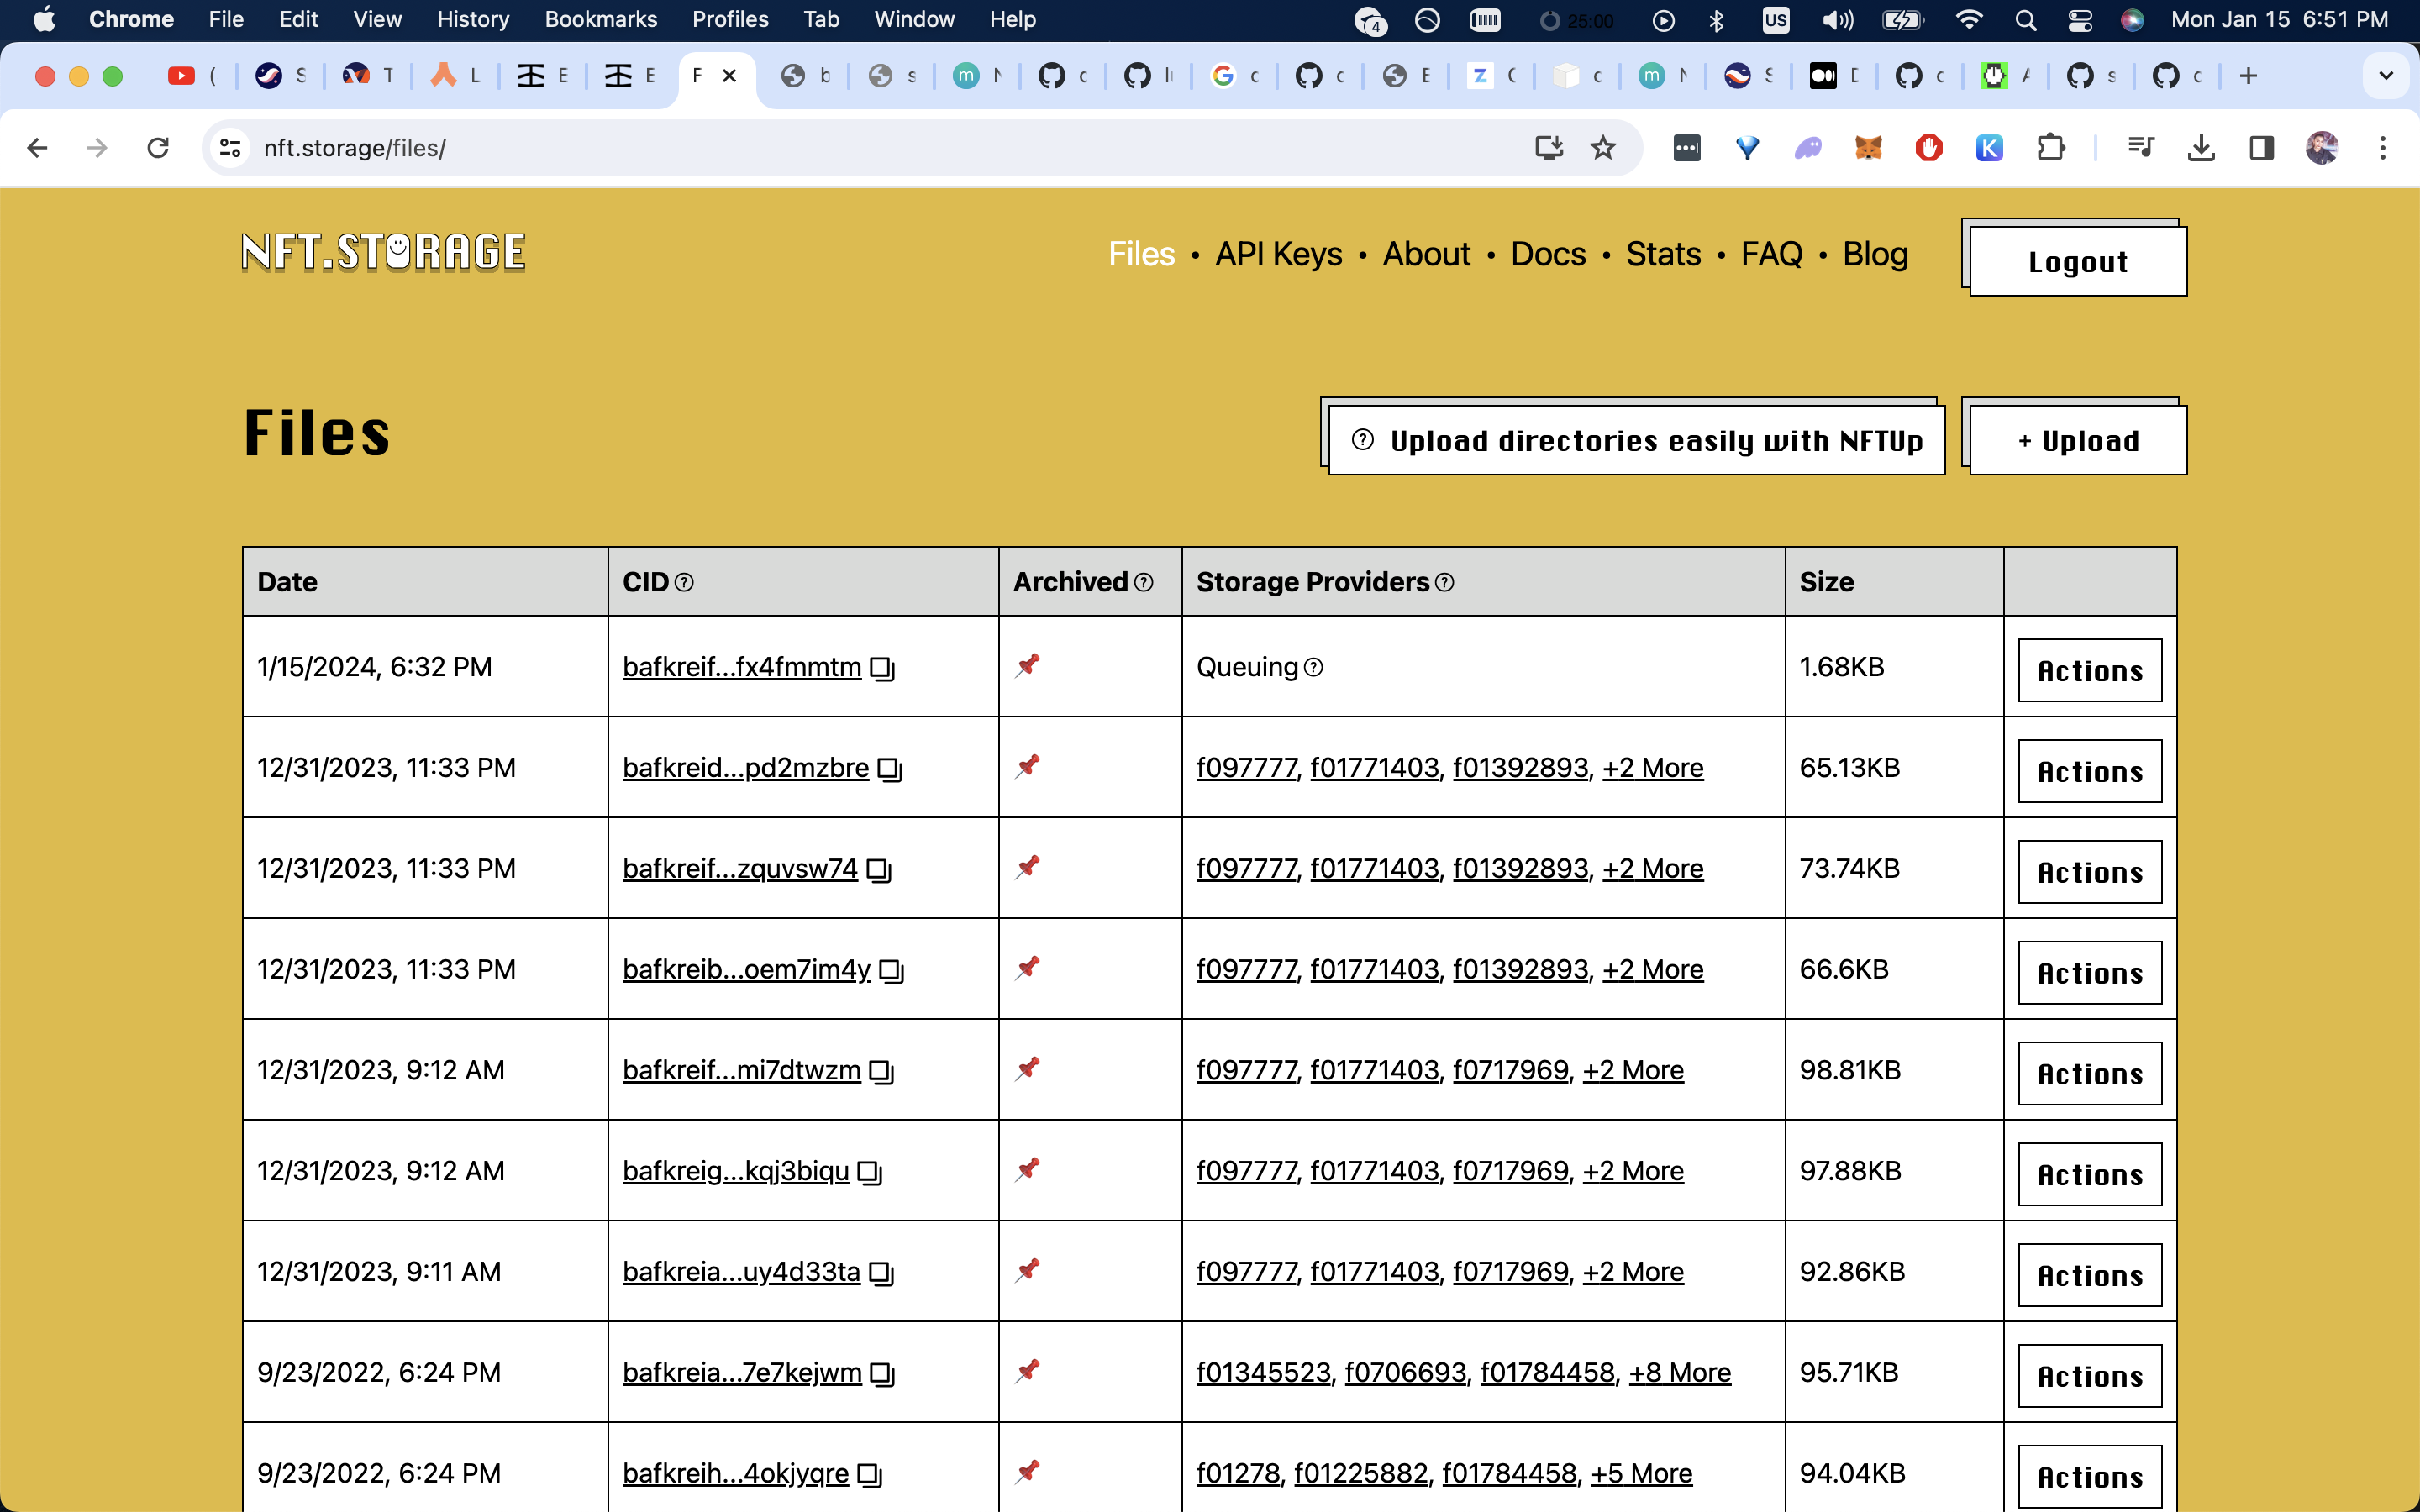 Chrome File Edit View History Bookmarks Profiles Tab Window Help 4 25:00 US Mon Jan 15 6:51 PM
( S T L E E F b s N c c c E Z c N S c s c
nft.storage/files/
NFT.STORAGE
Files • API Keys • About • Docs • Stats • FAQ • Blog
Logout
Files
Upload directories easily with NFTUp
+ Upload
Date CID Archived Storage Providers Size
1/15/2024, 6:32 PM bafkreif...fx4fmmtm Queuing 1.68KB Actions
12/31/2023, 11:33 PM bafkreid...pd2mzbre f097777, f01771403, f01392893, +2 More 65.13KB Actions
12/31/2023, 11:33 PM bafkreif...zquvsw74 f097777, f01771403, f01392893, +2 More 73.74KB Actions
12/31/2023, 11:33 PM bafkreib...oem7im4y f097777, f01771403, f01392893, +2 More 66.6KB Actions
12/31/2023, 9:12 AM bafkreif...mi7dtwzm f097777, f01771403, f0717969, +2 More 98.81KB Actions
12/31/2023, 9:12 AM bafkreig...kqj3biqu f097777, f01771403, f0717969, +2 More 97.88KB Actions
12/31/2023, 9:11 AM bafkreia...uy4d33ta f097777, f01771403, f0717969, +2 More 92.86KB Actions
9/23/2022, 6:24 PM bafkreia...7e7kejwm f01345523, f0706693, f01784458, +8 More 95.71KB Actions
9/23/2022, 6:24 PM bafkreih...4okjyqre f01278, f01225882, f01784458, +5 More 94.04KB Actions